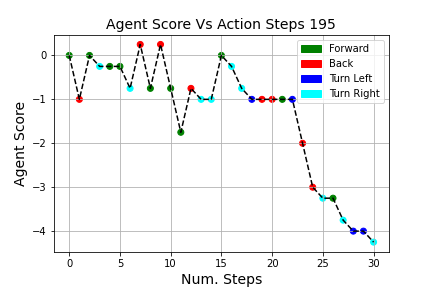 Agent Score Vs Action Steps 195
Forward
Back
Turn Left
Turn Right
0
−1
−2
−3
−4
Agent Score
0 5 10 15 20 25 30
Num. Steps